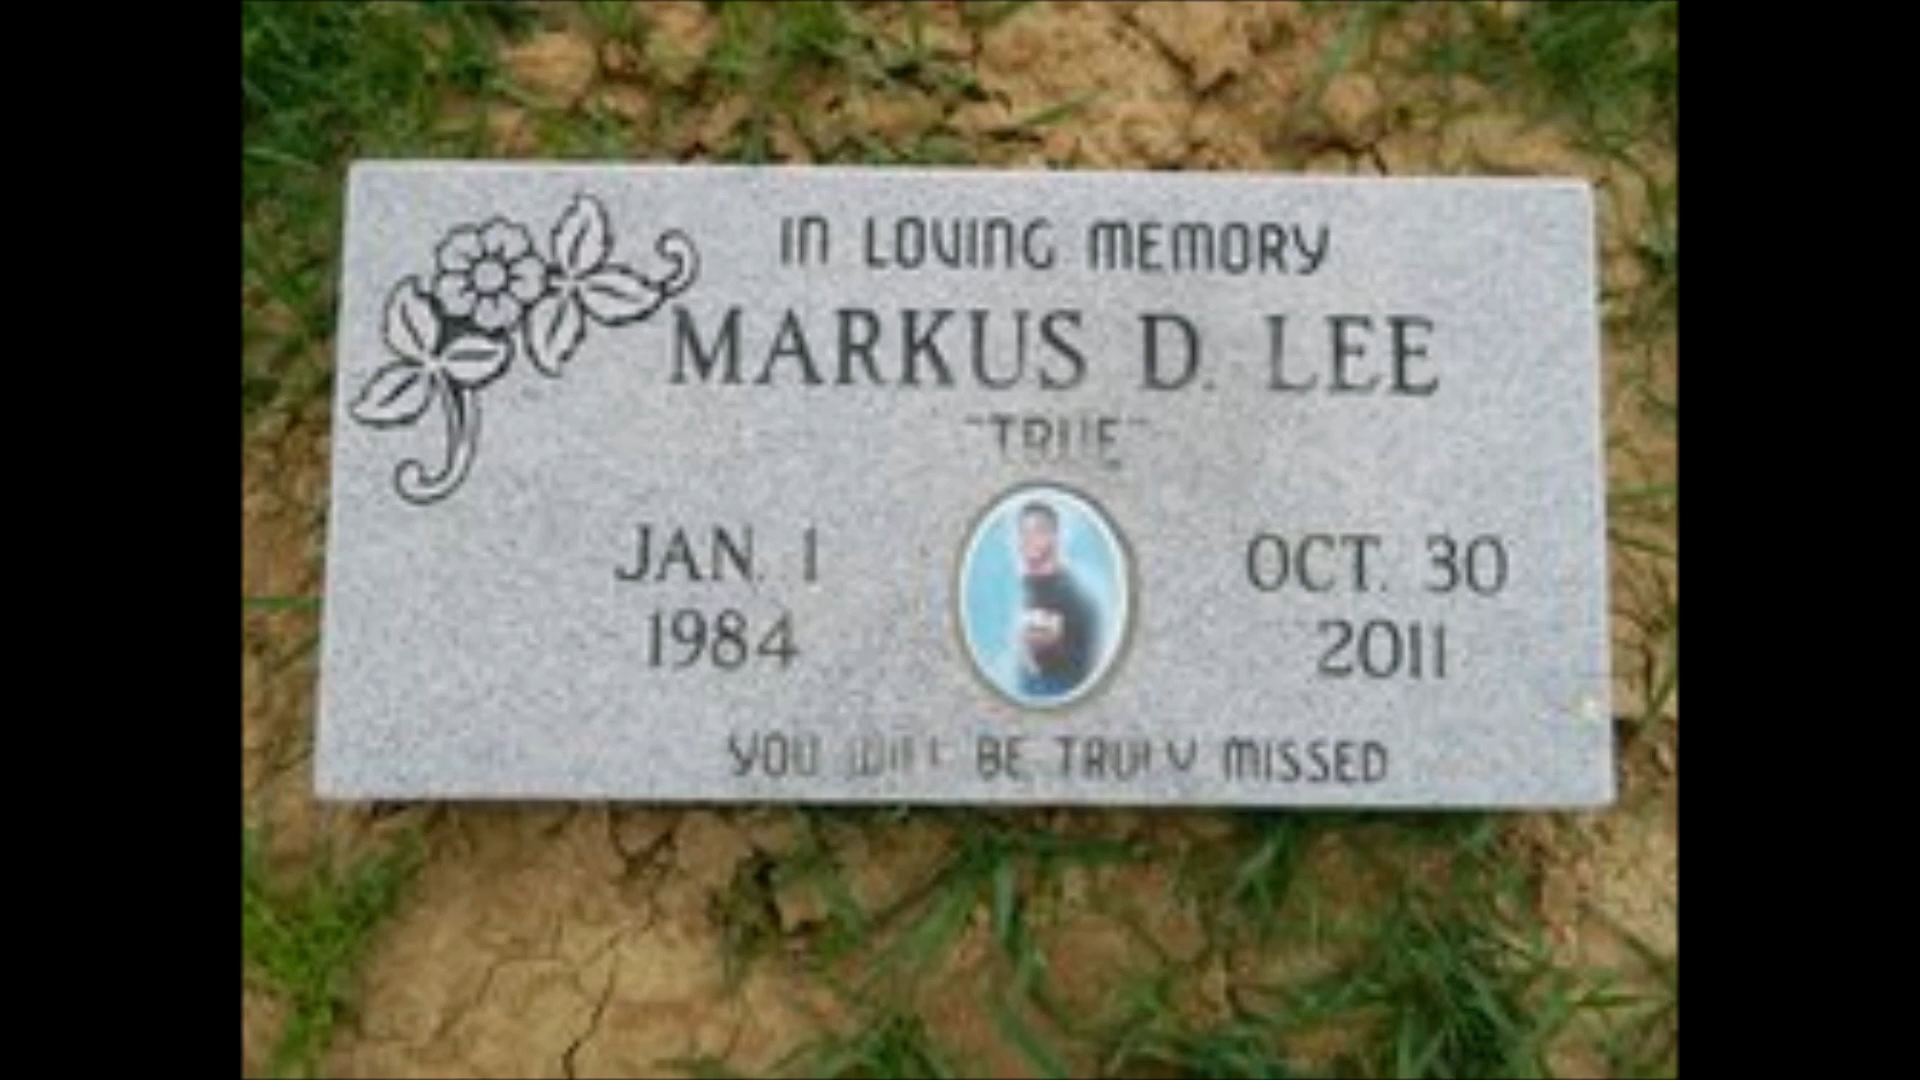 IN LOVING MEMORY
MARKUS D. LEE
"TRUE"
JAN. 1
1984
OCT. 30
2011
YOU WILL BE TRULY MISSED